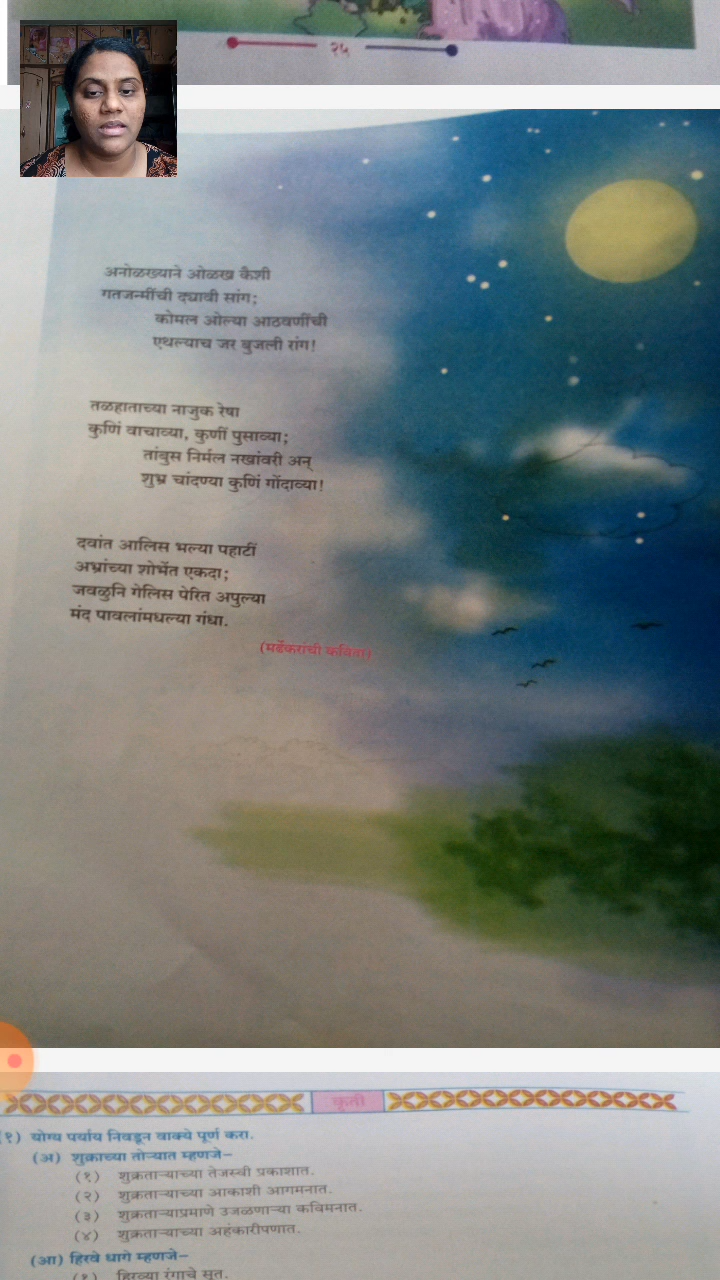 २५
अनोळख्याने ओळख कैशी
गतजन्मींची द्यावी सांग;
कोमल ओल्या आठवणींची
एथल्याच जर बुजली रांग!
तळहाताच्या नाजुक रेषा
कुणिं वाचाव्या, कुणीं पुसाव्या;
तांबुस निर्मल नखांवरी अन्
शुभ्र चांदण्या कुणिं गोंदाव्या!
दवांत आलिस भल्या पहाटीं
अभ्रांच्या शोभेंत एकदा;
जवळुनि गेलिस पेरित अपुल्या
मंद पावलांमधल्या गंधा.
(मर्ढेकरांची कविता)
कृती
(१) योग्य पर्याय निवडून वाक्ये पूर्ण करा.
(अ) शुक्राच्या तोऱ्यात म्हणजे–
(१) शुक्रताऱ्याच्या तेजस्वी प्रकाशात.
(२) शुक्रताऱ्याच्या आकाशी आगमनात.
(३) शुक्रताऱ्याप्रमाणे उजळणाऱ्या कविमनात.
(४) शुक्रताऱ्याच्या अहंकारीपणात.
(आ) हिरवे धागे म्हणजे–
(१) हिरव्या रंगाचे सूत.